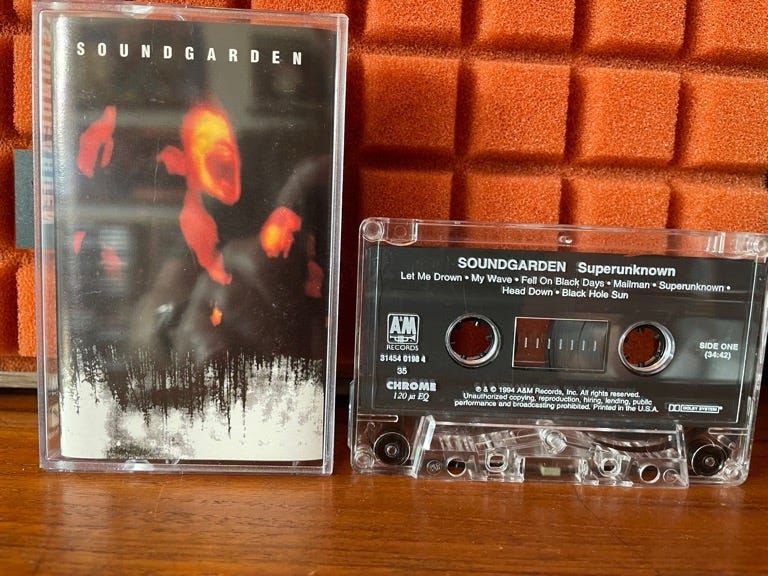 SOUNDGARDEN
SOUNDGARDEN Superunknown
Let Me Drown • My Wave • Fell On Black Days • Mailman • Superunknown •
Head Down • Black Hole Sun
A&M
RECORDS
31454 0198 4
35
CHROME
120 µs EQ
SIDE ONE
(34:42)
℗ & © 1994 A&M Records, Inc. All rights reserved.
Unauthorized copying, reproduction, hiring, lending, public
performance and broadcasting prohibited. Printed in the U.S.A.
DOLBY SYSTEM